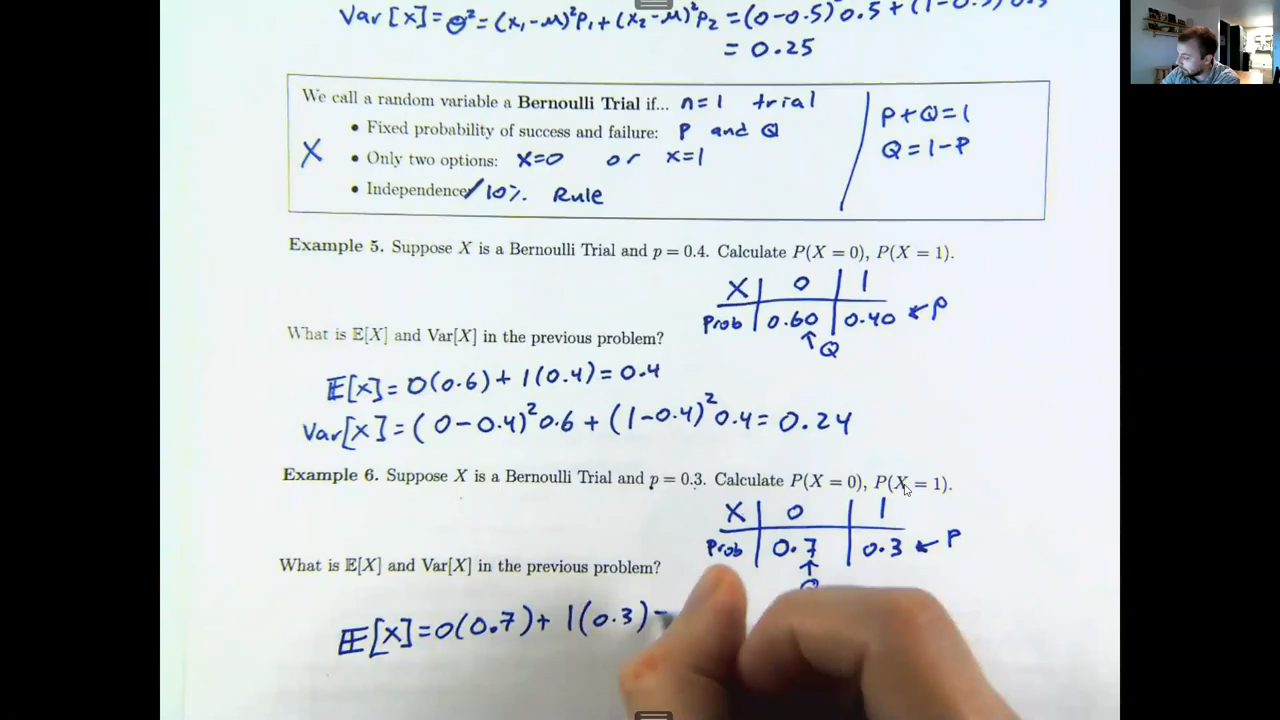 Var[X]=σ²=(x₁-μ)²P₁+(x₂-μ)²P₂=(0-0.5)²0.5+(1-0.5)²0.5
= 0.25
We call a random variable a Bernoulli Trial if... n=1 trial
• Fixed probability of success and failure: P and Q
X
• Only two options: X=0 or X=1
• Independence/10% Rule
P+Q=1
Q=1-P
Example 5. Suppose X is a Bernoulli Trial and p = 0.4. Calculate P(X = 0), P(X = 1).
X | 0 | 1
Prob | 0.60 | 0.40 ← P
↑ Q
What is E[X] and Var[X] in the previous problem?
E[X]=0(0.6)+1(0.4)=0.4
Var[X]=(0-0.4)²0.6+(1-0.4)²0.4=0.24
Example 6. Suppose X is a Bernoulli Trial and p = 0.3. Calculate P(X = 0), P(X = 1).
X | 0 | 1
Prob | 0.7 | 0.3 ← P
↑
What is E[X] and Var[X] in the previous problem?
E[X]=0(0.7)+1(0.3)=